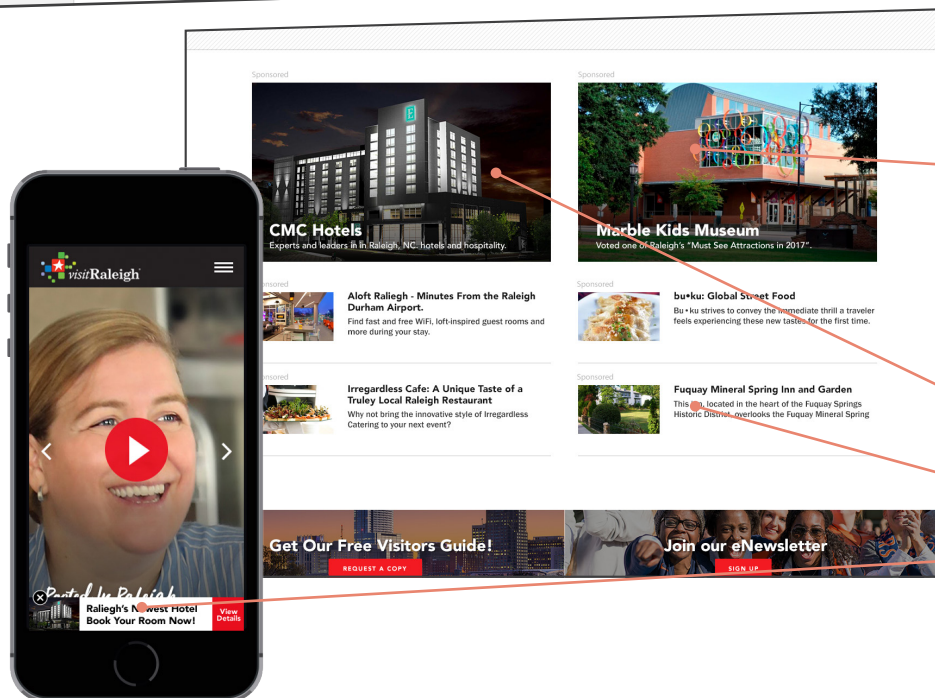 Sponsored
CMC Hotels
Experts and leaders in in Raleigh, NC. hotels and hospitality.
Sponsored
Marble Kids Museum
Voted one of Raleigh's "Must See Attractions in 2017".
Sponsored
Aloft Raliegh - Minutes From the Raleigh
Durham Airport.
Find fast and free WiFi, loft-inspired guest rooms and
more during your stay.
Sponsored
bu•ku: Global Street Food
Bu•ku strives to convey the immediate thrill a traveler
feels experiencing these new tastes for the first time.
Sponsored
Irregardless Cafe: A Unique Taste of a
Truley Local Raleigh Restaurant
Why not bring the innovative style of Irregardless
Catering to your next event?
Sponsored
Fuquay Mineral Spring Inn and Garden
This Inn, located in the heart of the Fuquay Springs
Historic District, overlooks the Fuquay Mineral Spring
Get Our Free Visitors Guide!
REQUEST A COPY
Join our eNewsletter
SIGN UP
visitRaleigh
in Raleigh
Raliegh's Newest Hotel
Book Your Room Now!
View
Details